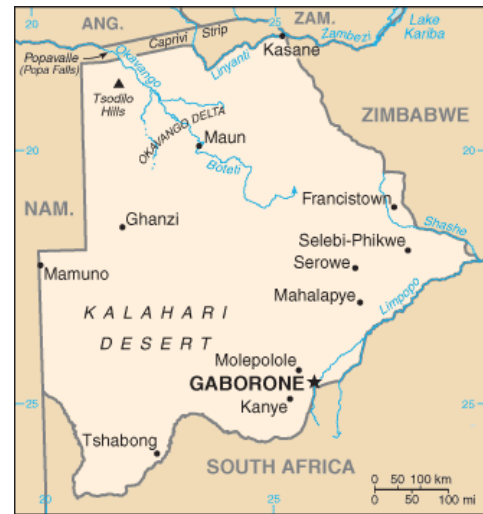 20
25
ANG.
ZAM.
Lake
Kariba
Caprivi Strip
Zambezi
Popavalle
(Popa Falls)
Okavango
Linyanti
Kasane
Tsodilo
Hills
ZIMBABWE
OKAVANGO DELTA
Maun
20
20
Boteti
Francistown
NAM.
Ghanzi
Shashe
Selebi-Phikwe
Serowe
Mamuno
Mahalapye
Limpopo
KALAHARI
DESERT
Molepolole
GABORONE
25
25
Kanye
Tshabong
SOUTH AFRICA
0 50 100 km
0 50 100 mi
20
25